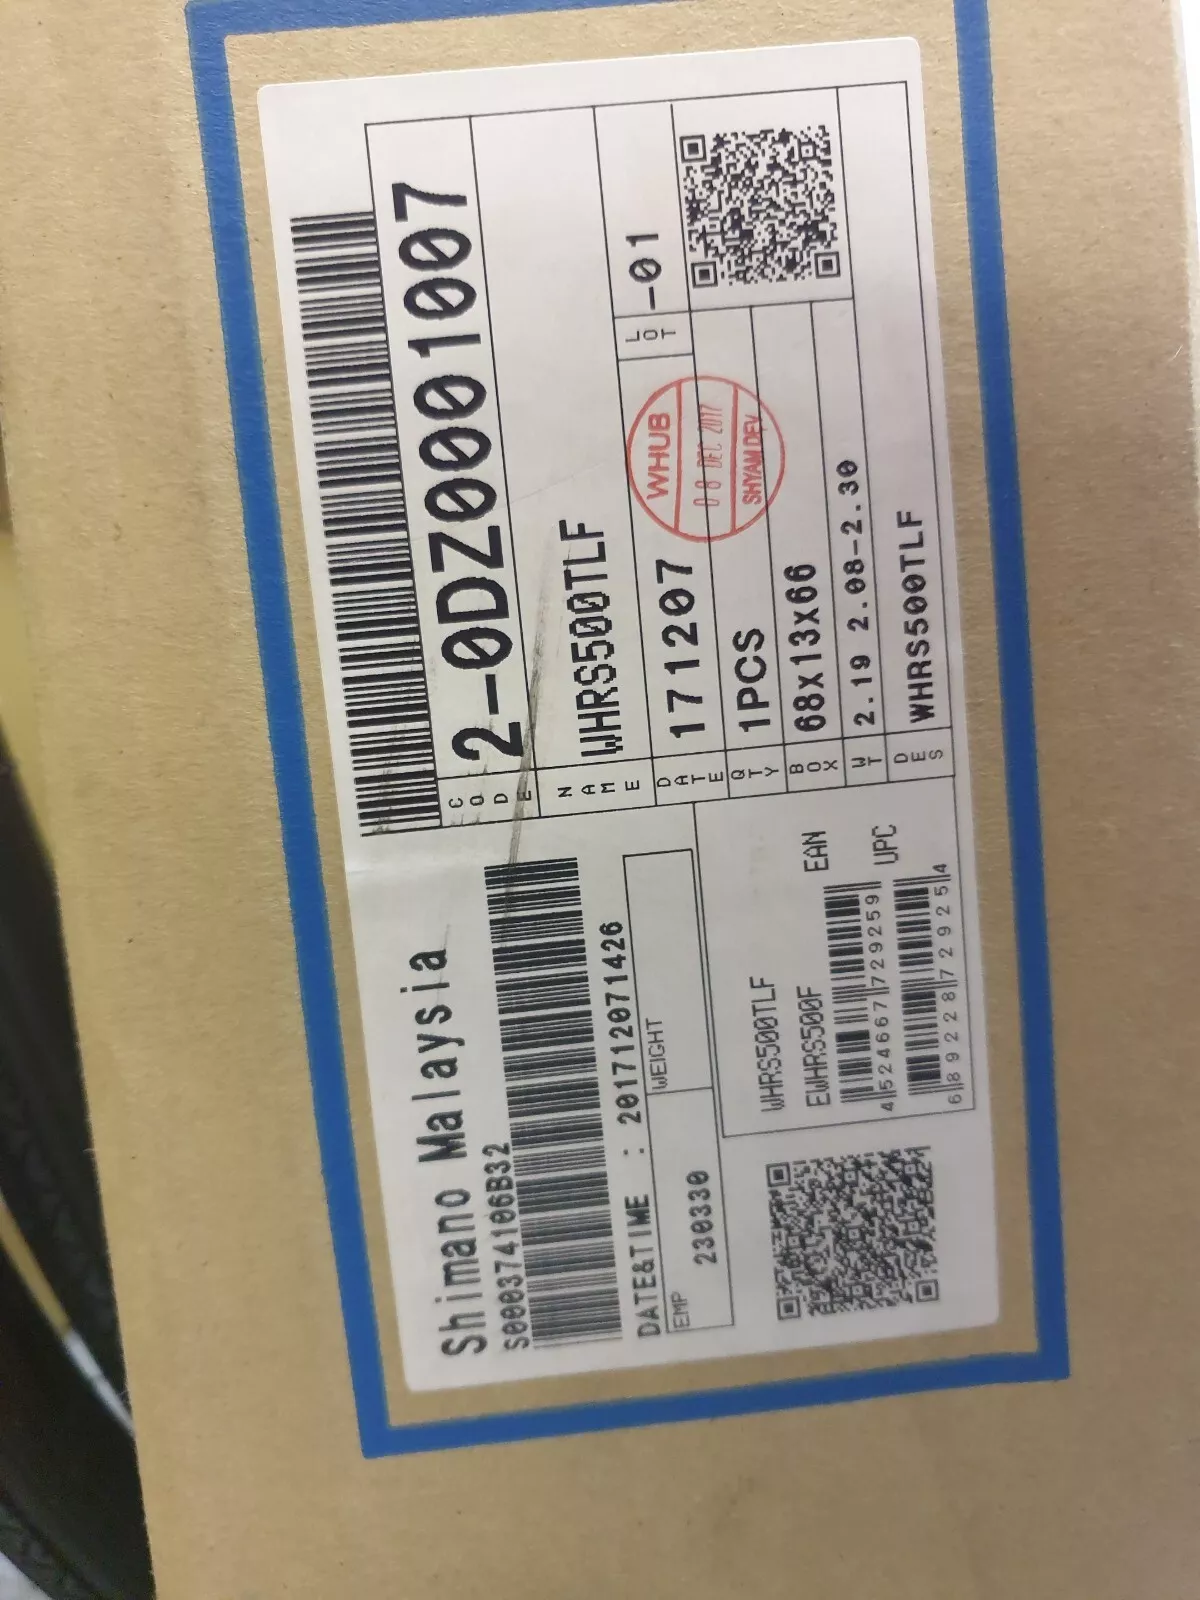 Shimano Malaysia
S000374106B32
DATE&TIME : 201712071426
EMP
230330
WEIGHT
WHRS500TLF
EWHRS500F
EAN
4 524667 729259
UPC
6 89228 72925 4
CODE
2-0DZ0001007
NAME
WHRS500TLF
DATE
171207
LOT
-01
QTY
1PCS
BOX
68x13x66
WT
2.19 2.08-2.30
DES
WHRS500TLF
WHUB
08 DEC 2017
SHYAM DEV